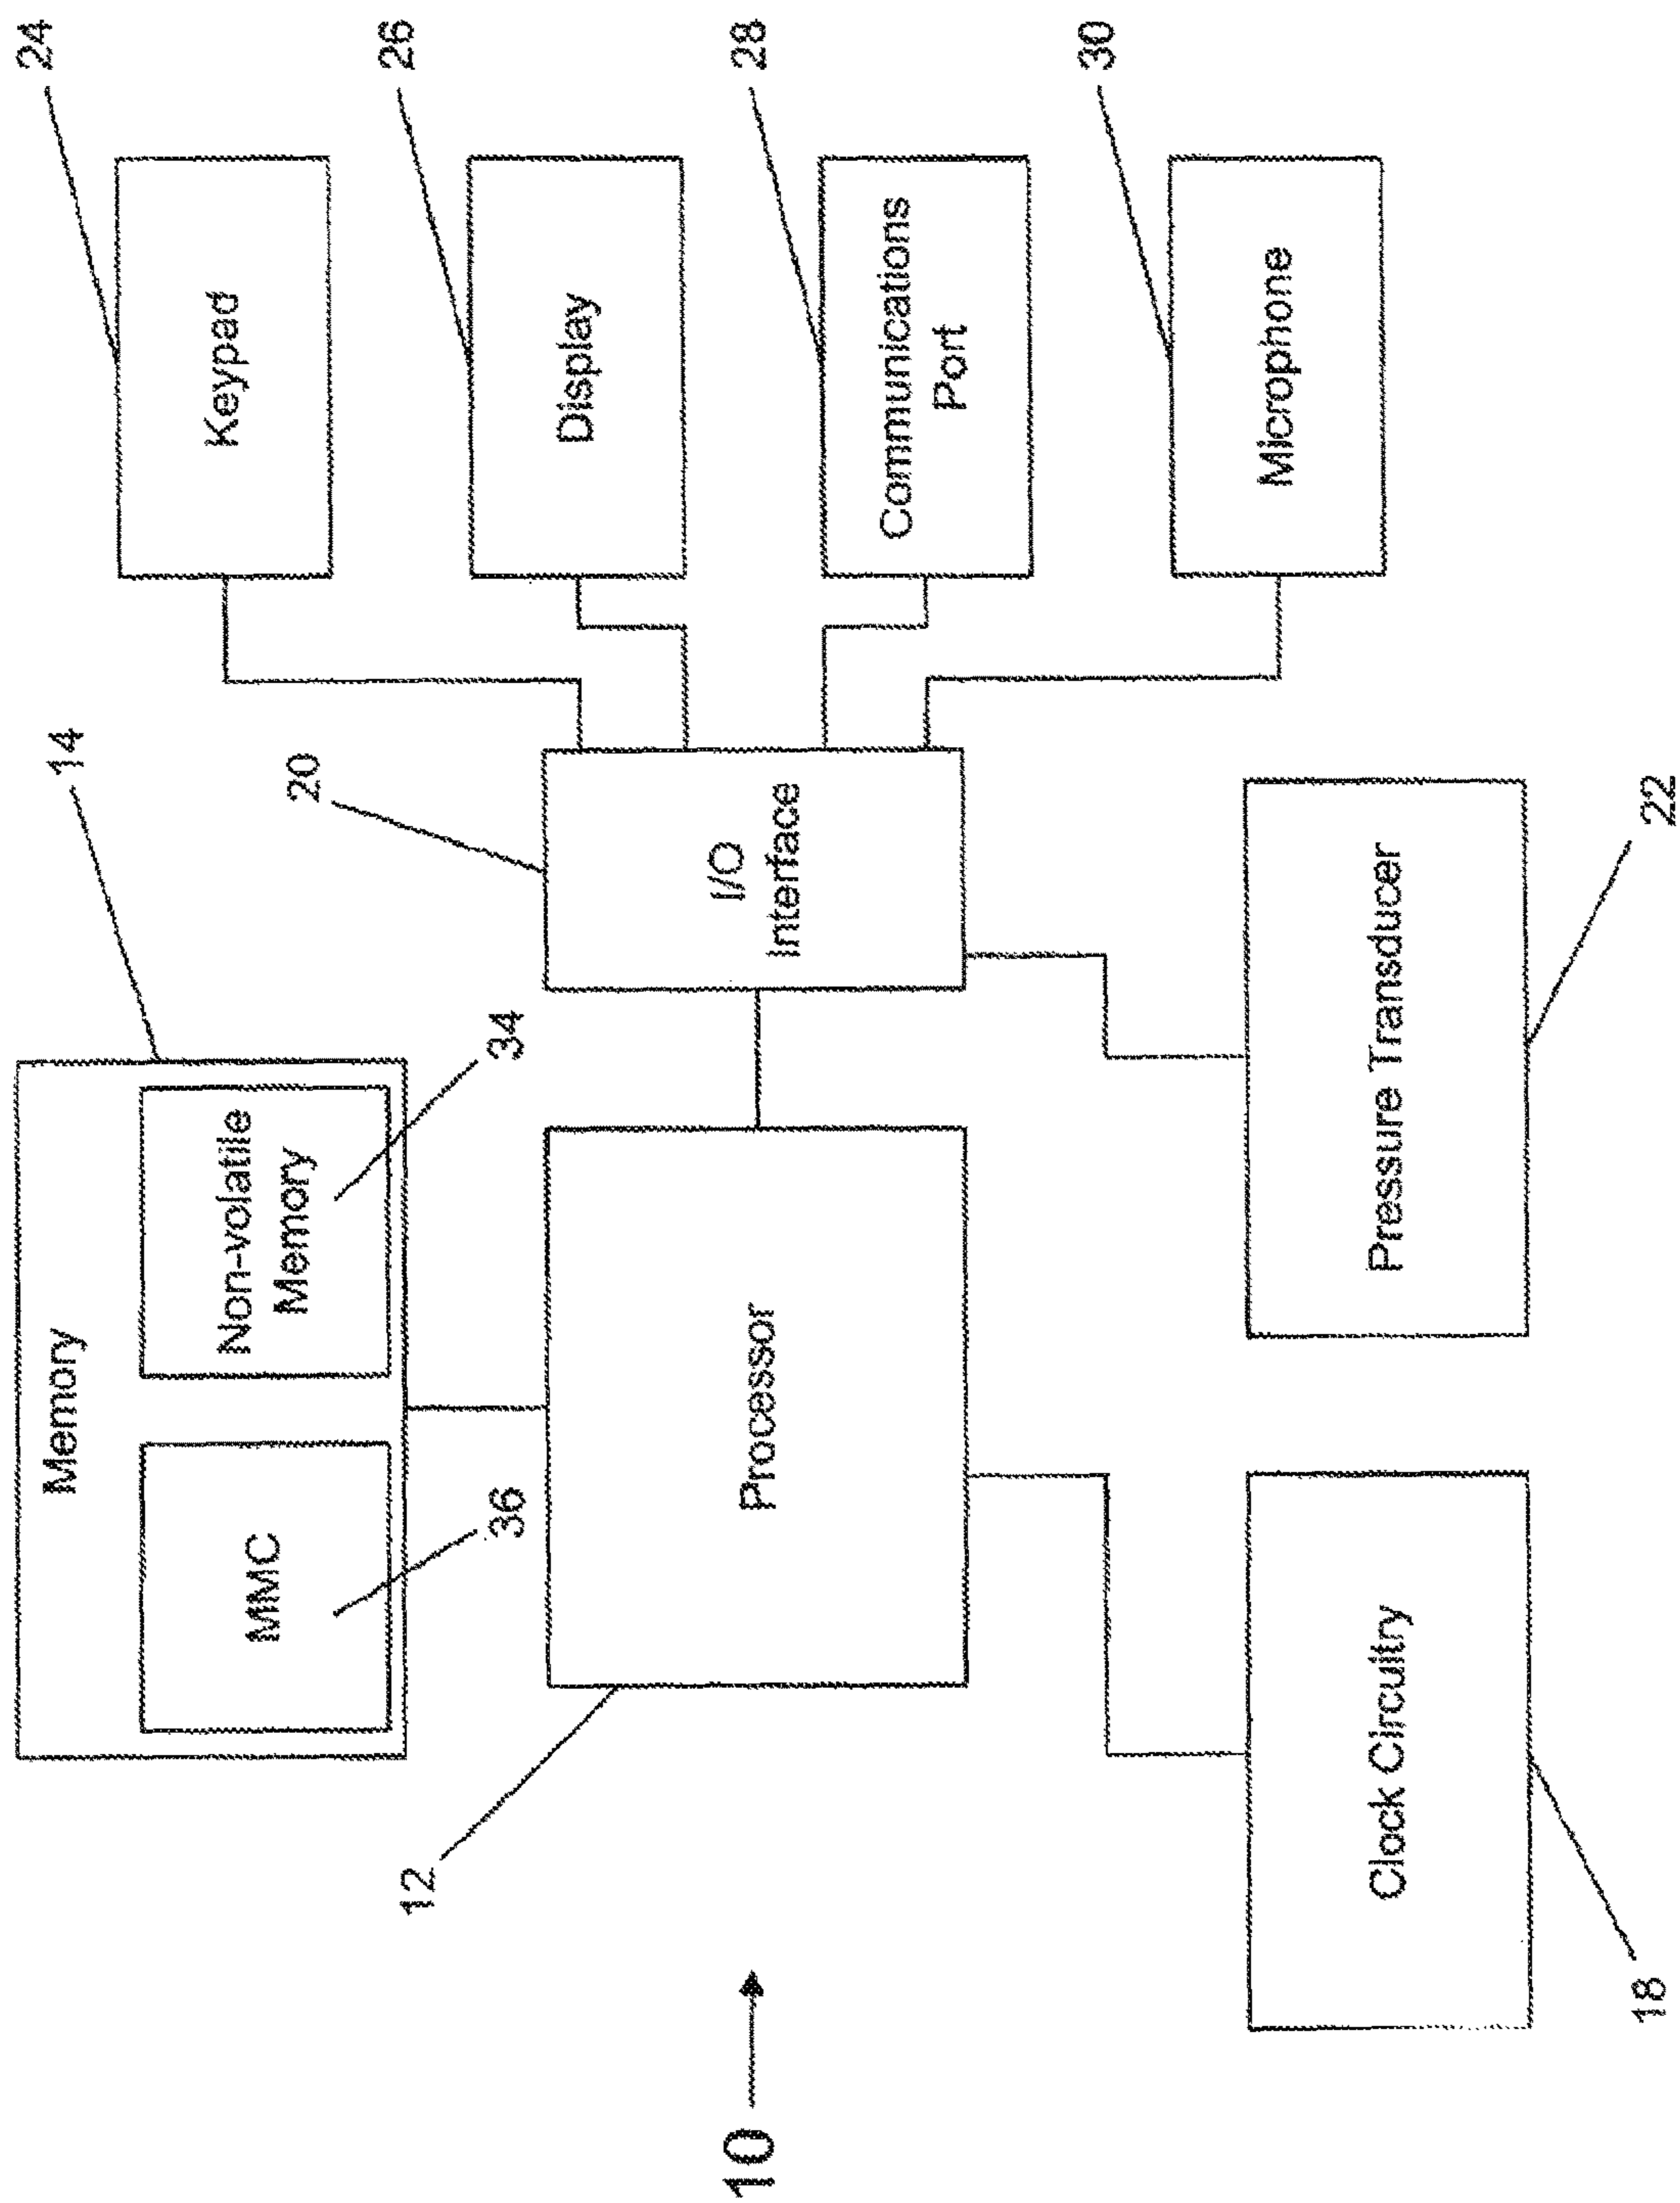 Memory
14
MMC
Non-volatile
Memory
36
34
24
Keypad
20
26
Display
12
Processor
I/O
Interface
28
Communications
Port
10
30
Microphone
Clock Circuitry
Pressure Transducer
18
22